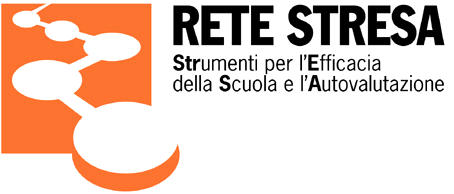 RETE STRESA
Strumenti per l'Efficacia
della Scuola e l'Autovalutazione